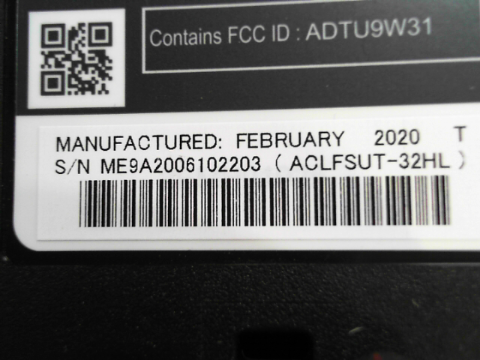 Contains FCC ID : ADTU9W31
MANUFACTURED: FEBRUARY 2020 T
S/N ME9A2006102203 ( ACLFSUT-32HL )